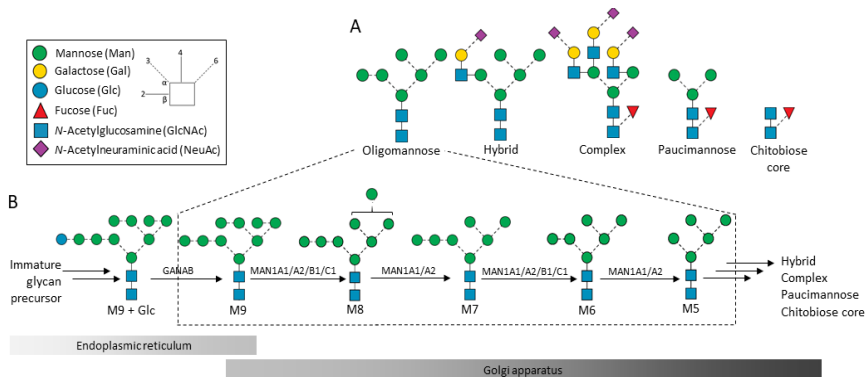 A
Mannose (Man)
Galactose (Gal)
Glucose (Glc)
Fucose (Fuc)
N-Acetylglucosamine (GlcNAc)
N-Acetylneuraminic acid (NeuAc)
4
3
6
α
2
β
Oligomannose
Hybrid
Complex
Paucimannose
Chitobiose
core
B
Immature
glycan
precursor
GANAB
MAN1A1/A2/B1/C1
MAN1A1/A2
MAN1A1/A2/B1/C1
MAN1A1/A2
Hybrid
Complex
Paucimannose
Chitobiose core
M9 + Glc
M9
M8
M7
M6
M5
Endoplasmic reticulum
Golgi apparatus